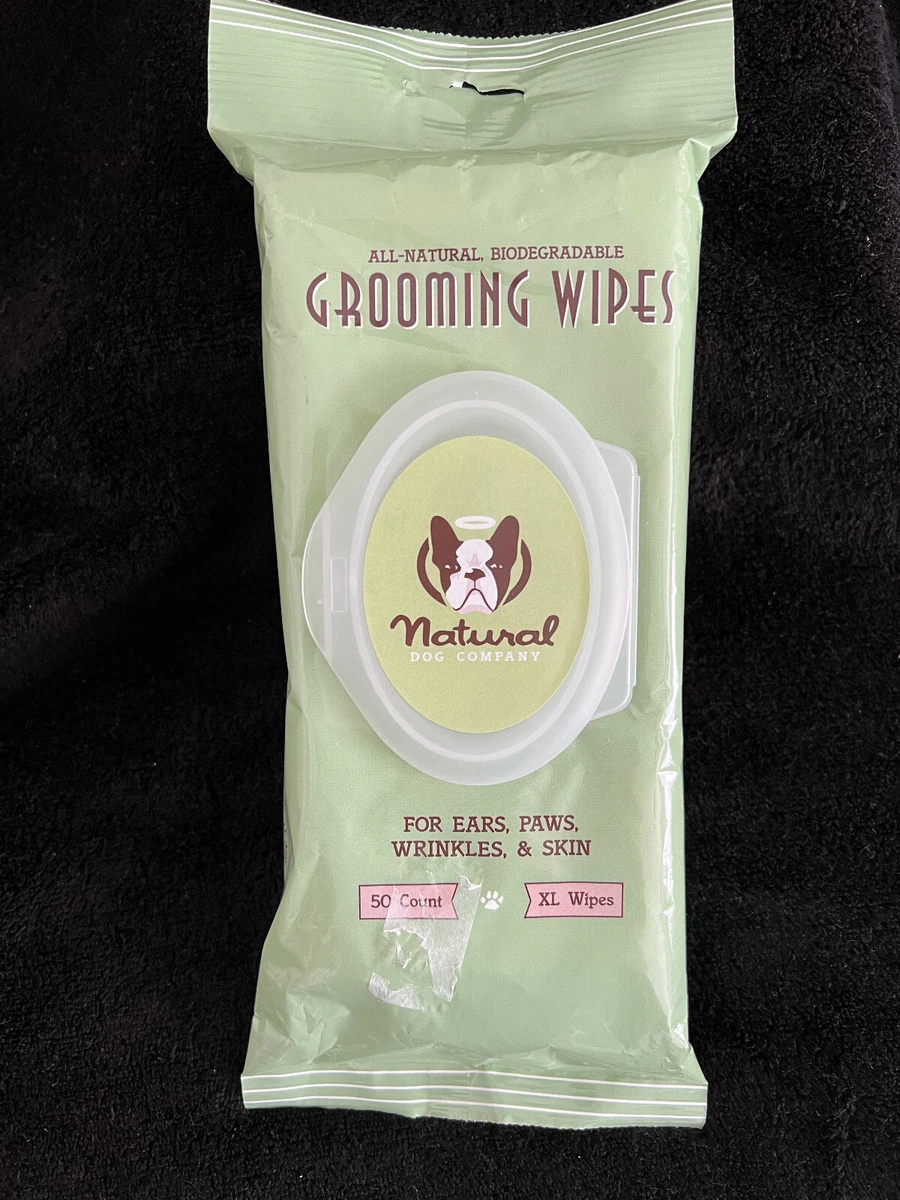 ALL-NATURAL, BIODEGRADABLE
GROOMING WIPES
Natural
DOG COMPANY
FOR EARS, PAWS,
WRINKLES, & SKIN
50 Count
XL Wipes